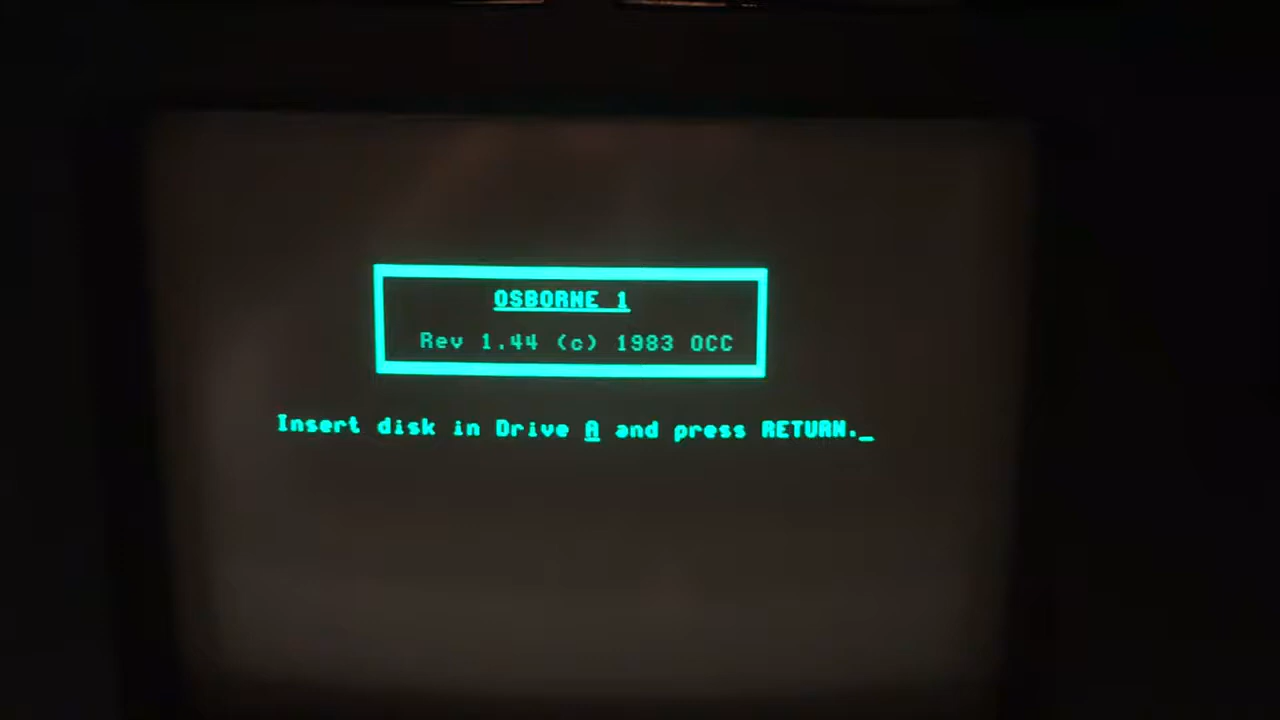 OSBORNE 1
Rev 1.44 (c) 1983 OCC
Insert disk in Drive A and press RETURN._